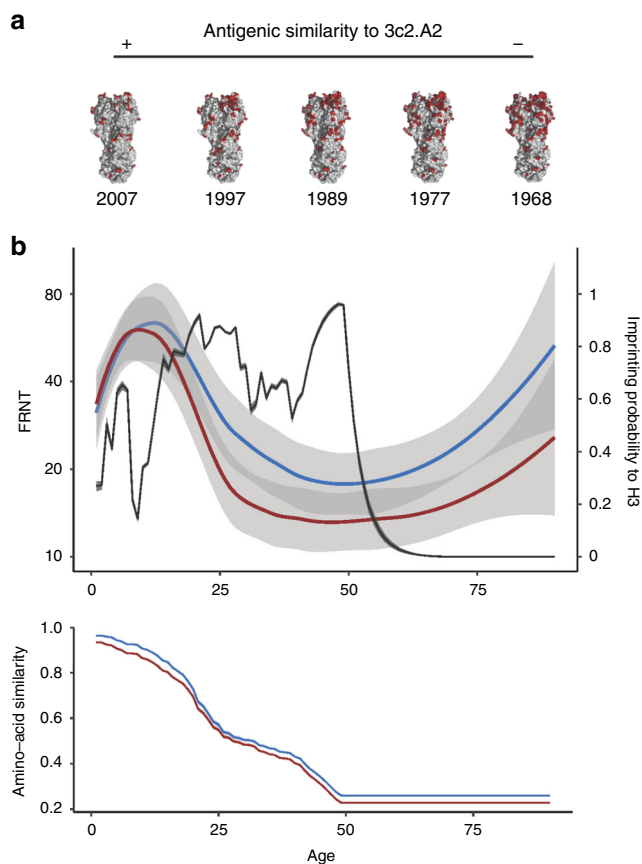 a
Antigenic similarity to 3c2.A2
+ −
2007 1997 1989 1977 1968
b
80
40
20
10
FRNT
1
0.8
0.6
0.4
0.2
0
Imprinting probability to H3
0 25 50 75
1.0
0.8
0.6
0.4
0.2
Amino–acid similarity
0 25 50 75
Age